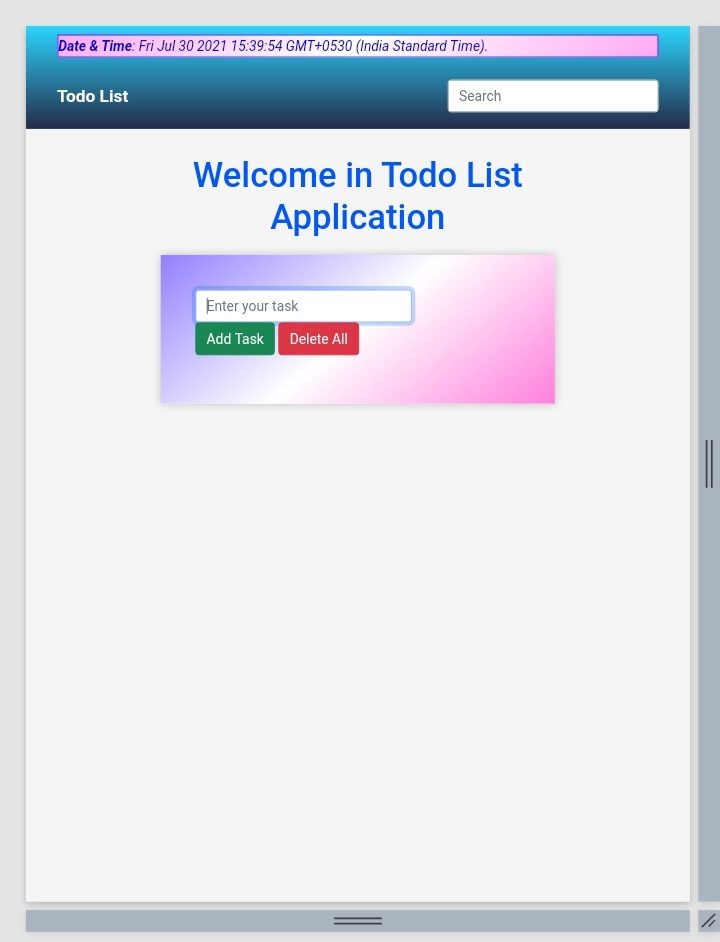 Date & Time: Fri Jul 30 2021 15:39:54 GMT+0530 (India Standard Time).
Todo List
Search
Welcome in Todo List
Application
Enter your task
Add Task
Delete All